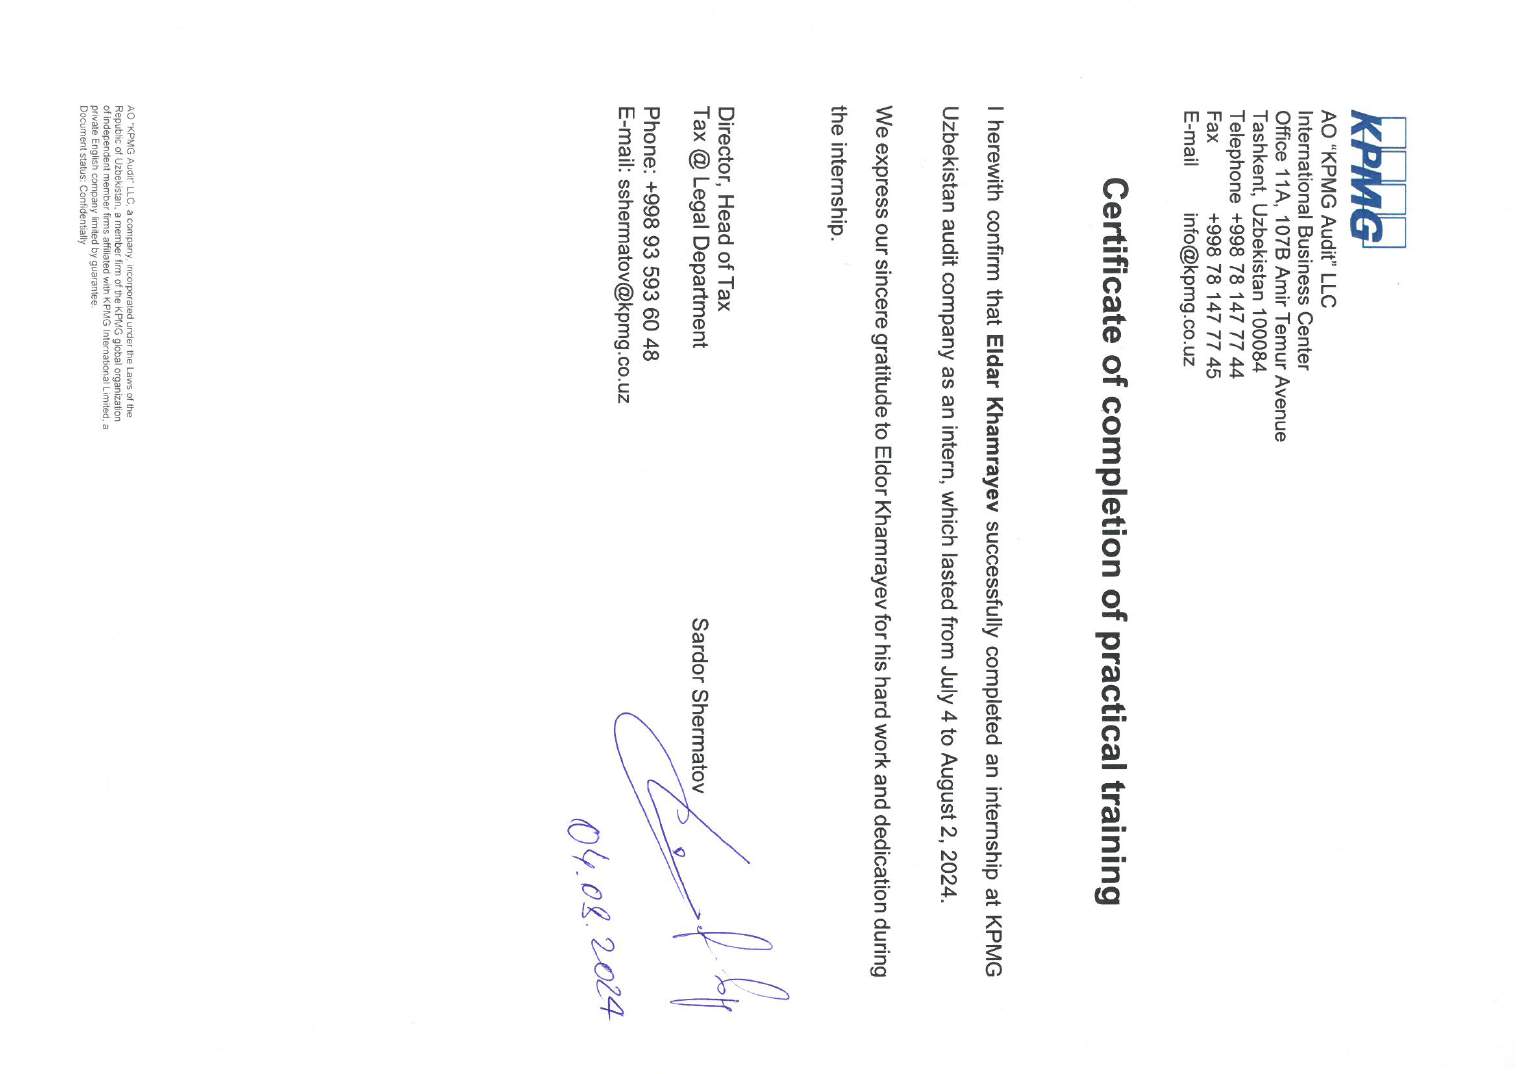 KPMG
AO “KPMG Audit” LLC
International Business Center
Office 11A, 107B Amir Temur Avenue
Tashkent, Uzbekistan 100084
Telephone +998 78 147 77 44
Fax +998 78 147 77 45
E-mail info@kpmg.co.uz
Certificate of completion of practical training
I herewith confirm that Eldar Khamrayev successfully completed an internship at KPMG
Uzbekistan audit company as an intern, which lasted from July 4 to August 2, 2024.
We express our sincere gratitude to Eldor Khamrayev for his hard work and dedication during
the internship.
Director, Head of Tax
Tax @ Legal Department
Sardor Shermatov
Phone: +998 93 593 60 48
E-mail: sshermatov@kpmg.co.uz
04.08.2024
AO “KPMG Audit” LLC, a company, incorporated under the Laws of the
Republic of Uzbekistan, a member firm of the KPMG global organization
of independent member firms affiliated with KPMG International Limited, a
private English company limited by guarantee.
Document status: Confidentially